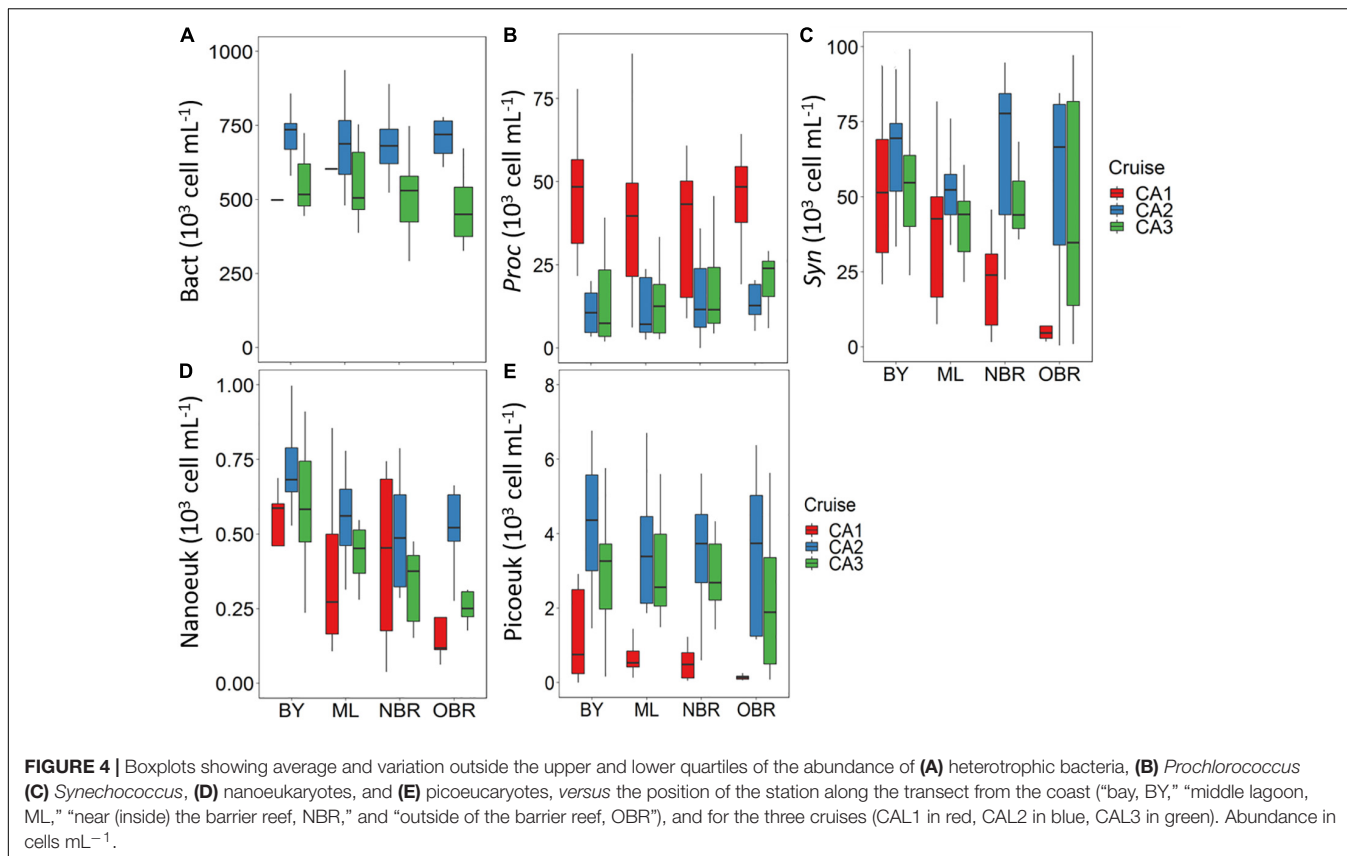 A
Bact (10³ cell mL⁻¹)
1000
750
500
250
0
B
Proc (10³ cell mL⁻¹)
75
50
25
0
C
Syn (10³ cell mL⁻¹)
100
75
50
25
0
BY ML NBR OBR
Cruise
CA1
CA2
CA3
D
Nanoeuk (10³ cell mL⁻¹)
1.00
0.75
0.50
0.25
0.00
BY ML NBR OBR
E
Picoeuk (10³ cell mL⁻¹)
8
6
4
2
0
BY ML NBR OBR
Cruise
CA1
CA2
CA3
FIGURE 4 | Boxplots showing average and variation outside the upper and lower quartiles of the abundance of (A) heterotrophic bacteria, (B) Prochlorococcus
(C) Synechococcus, (D) nanoeukaryotes, and (E) picoeucaryotes, versus the position of the station along the transect from the coast (“bay, BY,” “middle lagoon,
ML,” “near (inside) the barrier reef, NBR,” and “outside of the barrier reef, OBR”), and for the three cruises (CAL1 in red, CAL2 in blue, CAL3 in green). Abundance in
cells mL⁻¹.